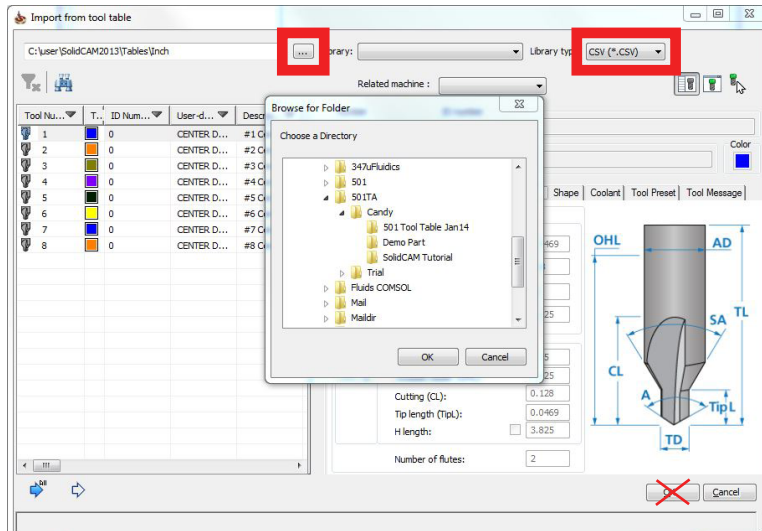 Import from tool table
C:\user\SolidCAM2013\Tables\Inch
...
Library:
Library typ
CSV (*.CSV)
Related machine :
Tool Nu... T.. ID Num... User-d... Descr
1 0 CENTER D... #1 Ce
2 0 CENTER D... #2 C
3 0 CENTER D... #3 C
4 0 CENTER D... #4 C
5 0 CENTER D... #5 C
6 0 CENTER D... #6 C
7 0 CENTER D... #7 C
8 0 CENTER D... #8 C
Browse for Folder
Choose a Directory
347uFluidics
501
501TA
Candy
501 Tool Table Jan14
Demo Part
SolidCAM Tutorial
Trial
Fluids COMSOL
Mail
Maildir
OK Cancel
Color
Shape Coolant Tool Preset Tool Message
469
25
5
25
Cutting (CL): 0.128
Tip length (TipL): 0.0469
H length: 3.825
Number of flutes: 2
OHL AD
TL
SA
CL
A
TipL
TD
all
Cancel